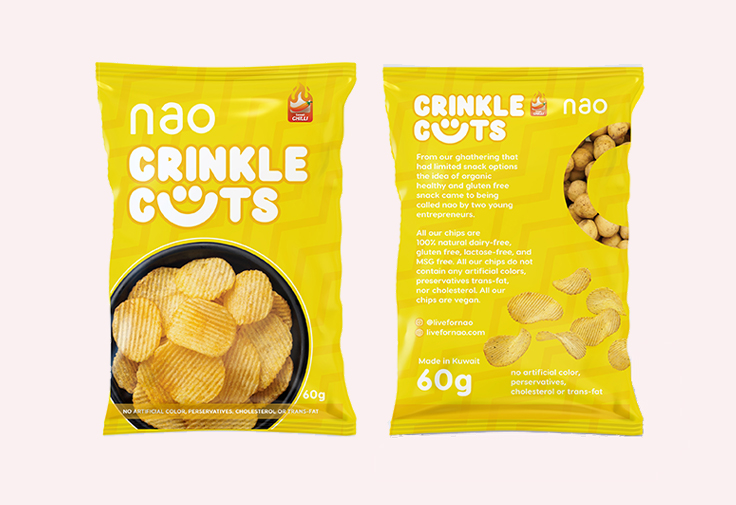 nao
CHILLI
CRINKLE
CUTS
60g
NO ARTIFICIAL COLOR, PERSERVATIVES, CHOLESTEROL OR TRANS-FAT
CRINKLE
CUTS
nao
From our ghathering that
had limited snack options
the idea of organic
healthy and gluten free
snack came to being
called nao by two young
entrepreneurs.
All our chips are
100% natural dairy-free,
gluten free, lactose-free, and
MSG free. All our chips do not
contain any artificial colors,
preservatives trans-fat,
nor cholesterol. All our
chips are vegan.
@livefornao
livefornao.com
Made in Kuwait
60g
no artificial color,
perservatives,
cholesterol or trans-fat